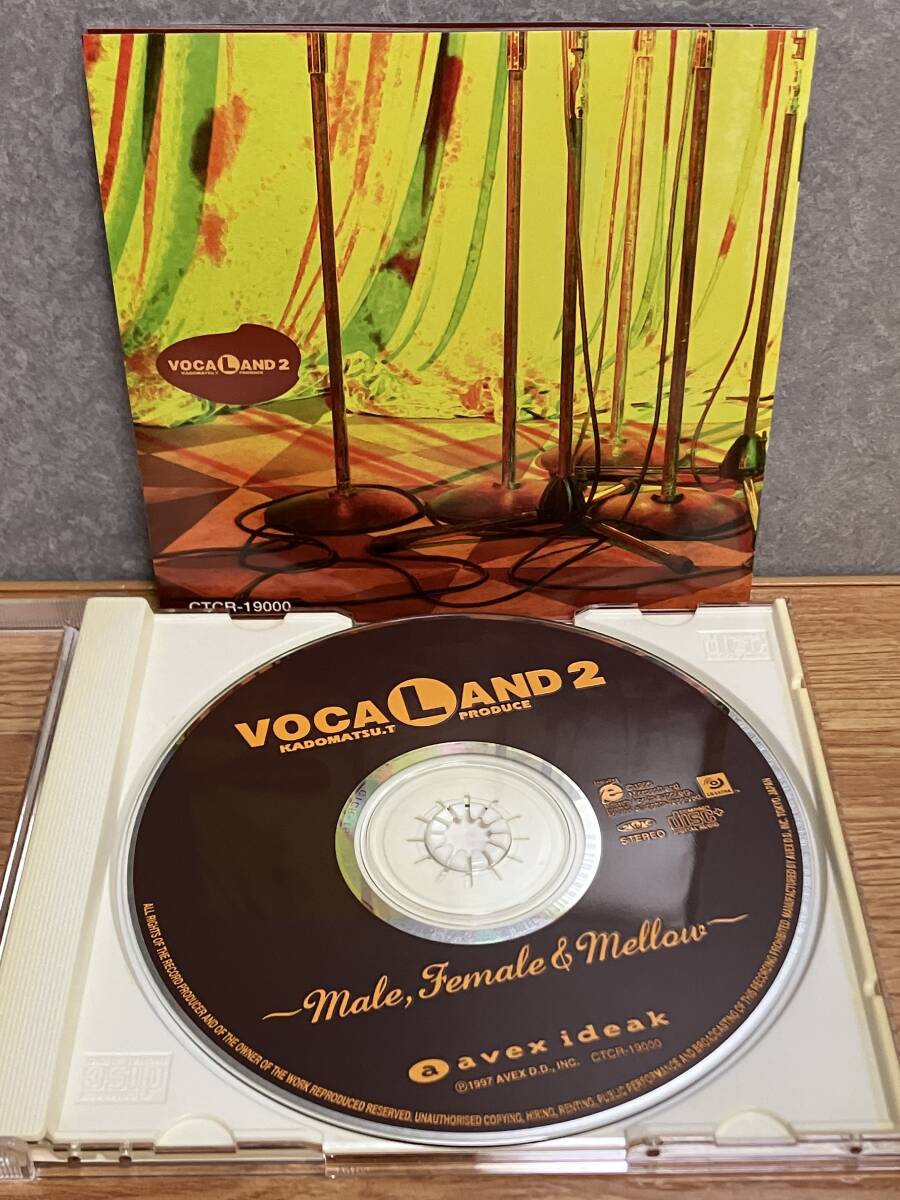 VOCALAND 2
KADOMATSU.T PRODUCE
CTCR-19000
VOCALAND 2
KADOMATSU.T PRODUCE
STEREO
~Male, Female & Mellow~
a avex ideak
Ⓟ1997 AVEX D.D., INC. CTCR-19000
ALL RIGHTS OF THE RECORD PRODUCER AND OF THE OWNER OF THE WORK REPRODUCED RESERVED. UNAUTHORISED COPYING, HIRING, RENTING, PUBLIC PERFORMANCE AND BROADCASTING OF THIS RECORDING PROHIBITED. MANUFACTURED BY AVEX D.D., INC. TOKYO, JAPAN
disc